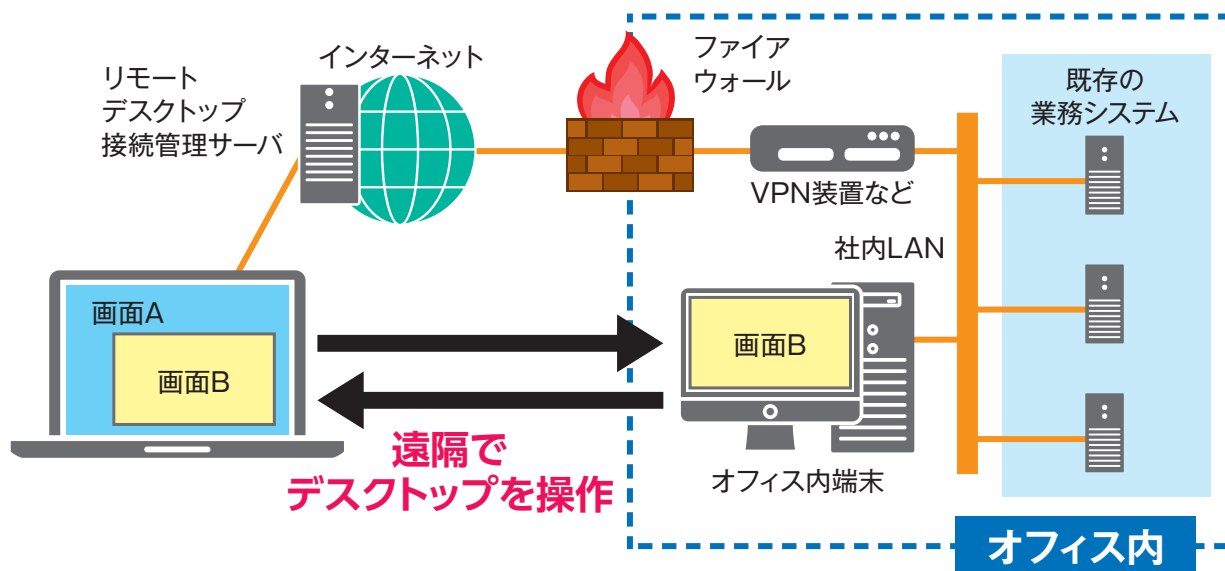 インターネット
リモート
デスクトップ
接続管理サーバ
ファイア
ウォール
既存の
業務システム
VPN装置など
社内LAN
画面A
画面B
画面B
遠隔で
デスクトップを操作
オフィス内端末
オフィス内